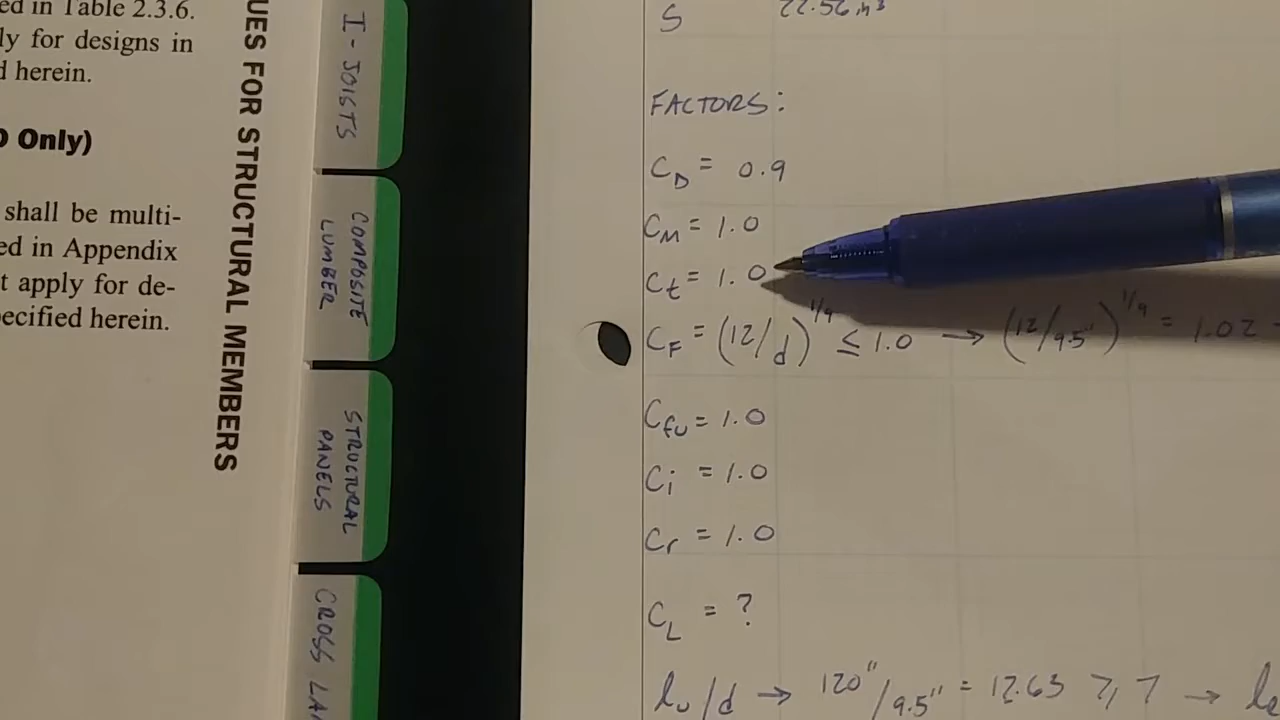 ed in Table 2.3.6.
ly for designs in
d herein.
Only)
shall be multi-
ed in Appendix
t apply for de-
ecified herein.
UES FOR STRUCTURAL MEMBERS
I-JOISTS
COMPOSITE
LUMBER
STRUCTURAL
PANELS
CROSS LA
S 22.56 in³
FACTORS:
C_D = 0.9
C_M = 1.0
C_t = 1.0
C_F = (12/d)^1/9 ≤ 1.0 → (12/9.5")^1/9 = 1.02
C_fu = 1.0
C_i = 1.0
C_r = 1.0
C_L = ?
l_u/d → 120"/9.5" = 12.63 ≥ 7 →